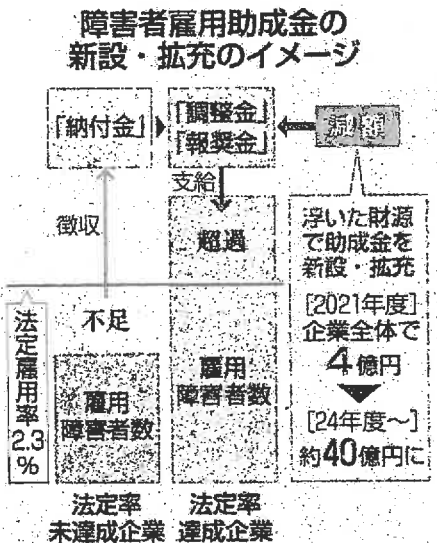 障害者雇用助成金の
新設・拡充のイメージ
「納付金」
「調整金」
「報奨金」
減額
支給
徴収
超過
浮いた財源
で助成金を
新設・拡充
[2021年度]
企業全体で
4億円
[24年度~]
約40億円に
法定雇用率2.3%
不足
雇用
障害者数
雇用
障害者数
法定率
未達成企業
法定率
達成企業